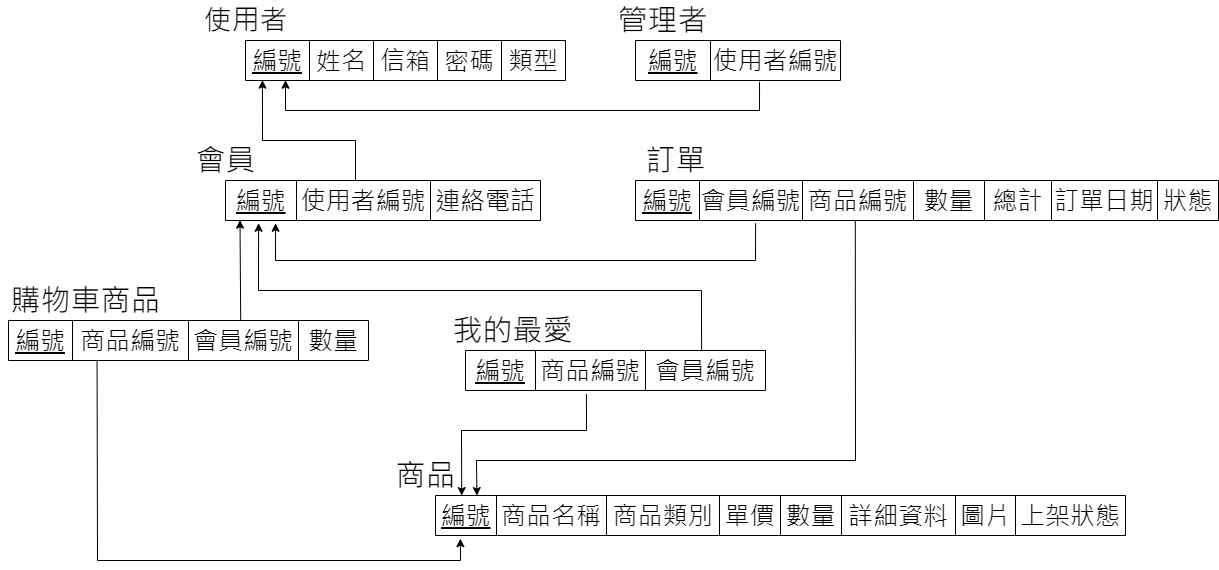 使用者
編號 姓名 信箱 密碼 類型
管理者
編號 使用者編號
會員
編號 使用者編號 連絡電話
訂單
編號 會員編號 商品編號 數量 總計 訂單日期 狀態
購物車商品
編號 商品編號 會員編號 數量
我的最愛
編號 商品編號 會員編號
商品
編號 商品名稱 商品類別 單價 數量 詳細資料 圖片 上架狀態